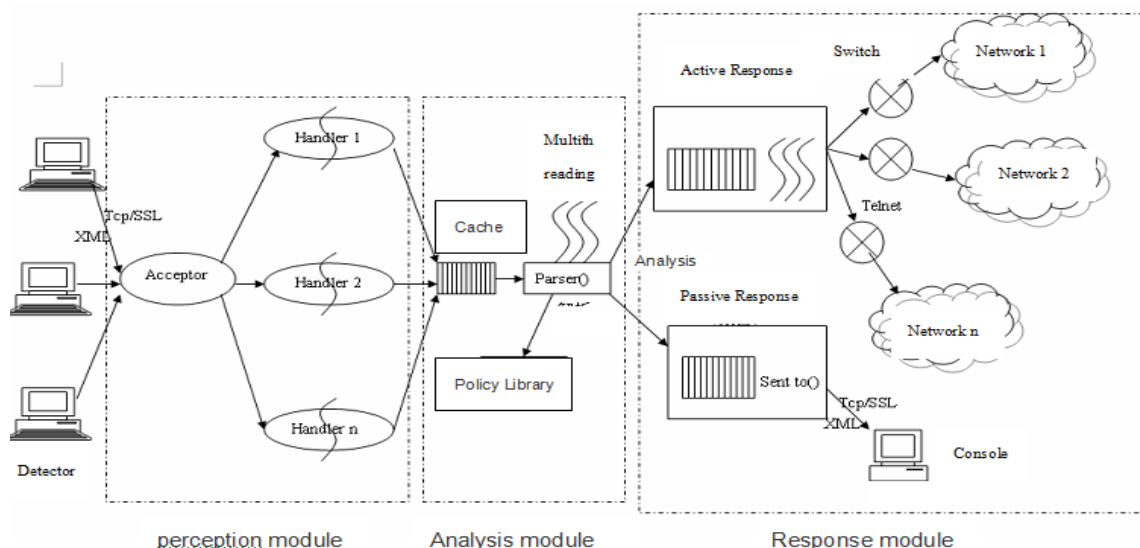 Switch
Network 1
Active Response
Handler 1
Multith
reading
Network 2
Tcp/SSL
XML
Cache
Telnet
Acceptor
Handler 2
Parser()
Analysis
Passive Response
Network n
Policy Library
Sent to()
Tcp/SSL
XML
Handler n
Detector
Console
perception module
Analysis module
Response module